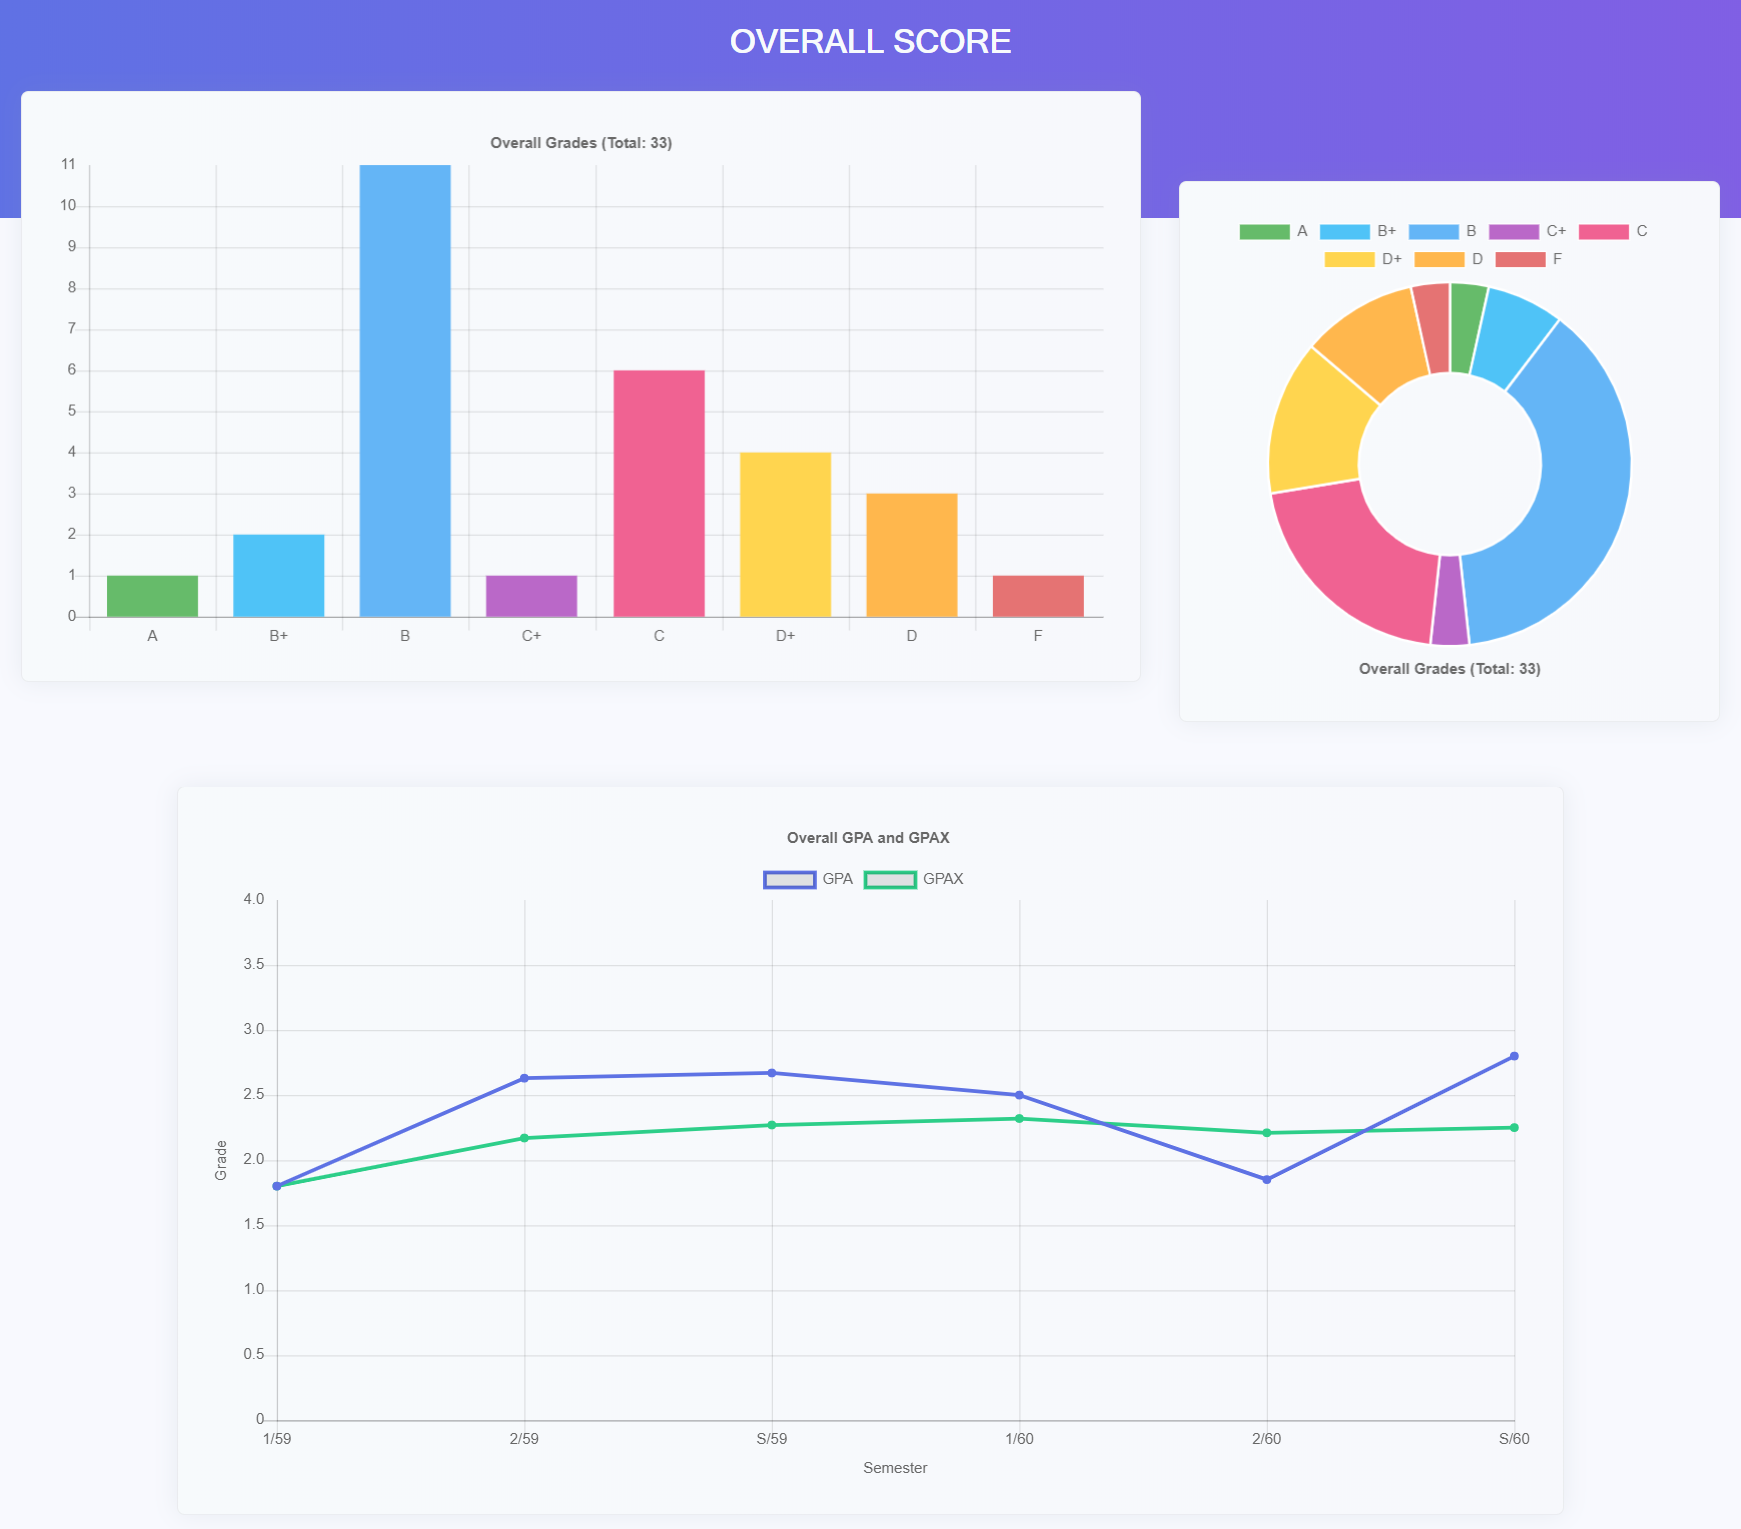 OVERALL SCORE
Overall Grades (Total: 33)
11
10
9
8
7
6
5
4
3
2
1
0
A B+ B C+ C D+ D F
A B+ B C+ C
D+ D F
Overall Grades (Total: 33)
Overall GPA and GPAX
GPA GPAX
4.0
3.5
3.0
2.5
2.0
1.5
1.0
0.5
0
Grade
1/59 2/59 S/59 1/60 2/60 S/60
Semester